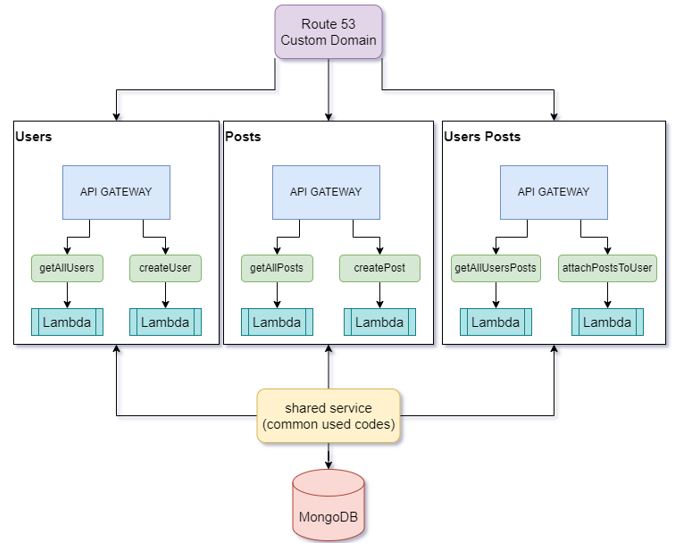 Route 53
Custom Domain
Users
Posts
Users Posts
API GATEWAY
API GATEWAY
API GATEWAY
getAllUsers
createUser
getAllPosts
createPost
getAllUsersPosts
attachPostsToUser
Lambda
Lambda
Lambda
Lambda
Lambda
Lambda
shared service
(common used codes)
MongoDB